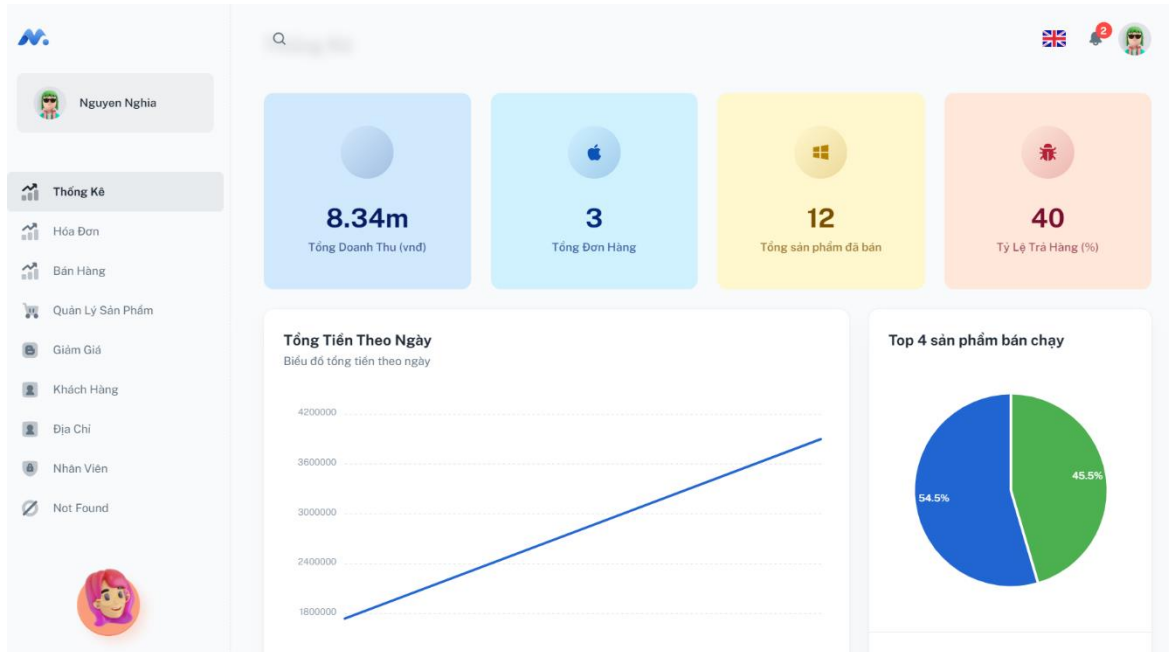 2
Nguyen Nghia
Thống Kê
Hóa Đơn
Bán Hàng
Quản Lý Sản Phẩm
Giảm Giá
Khách Hàng
Địa Chỉ
Nhân Viên
Not Found
8.34m
Tổng Doanh Thu (vnđ)
3
Tổng Đơn Hàng
12
Tổng sản phẩm đã bán
40
Tỷ Lệ Trả Hàng (%)
Tổng Tiền Theo Ngày
Biểu đồ tổng tiền theo ngày
4200000
3600000
3000000
2400000
1800000
Top 4 sản phẩm bán chạy
45.5%
54.5%